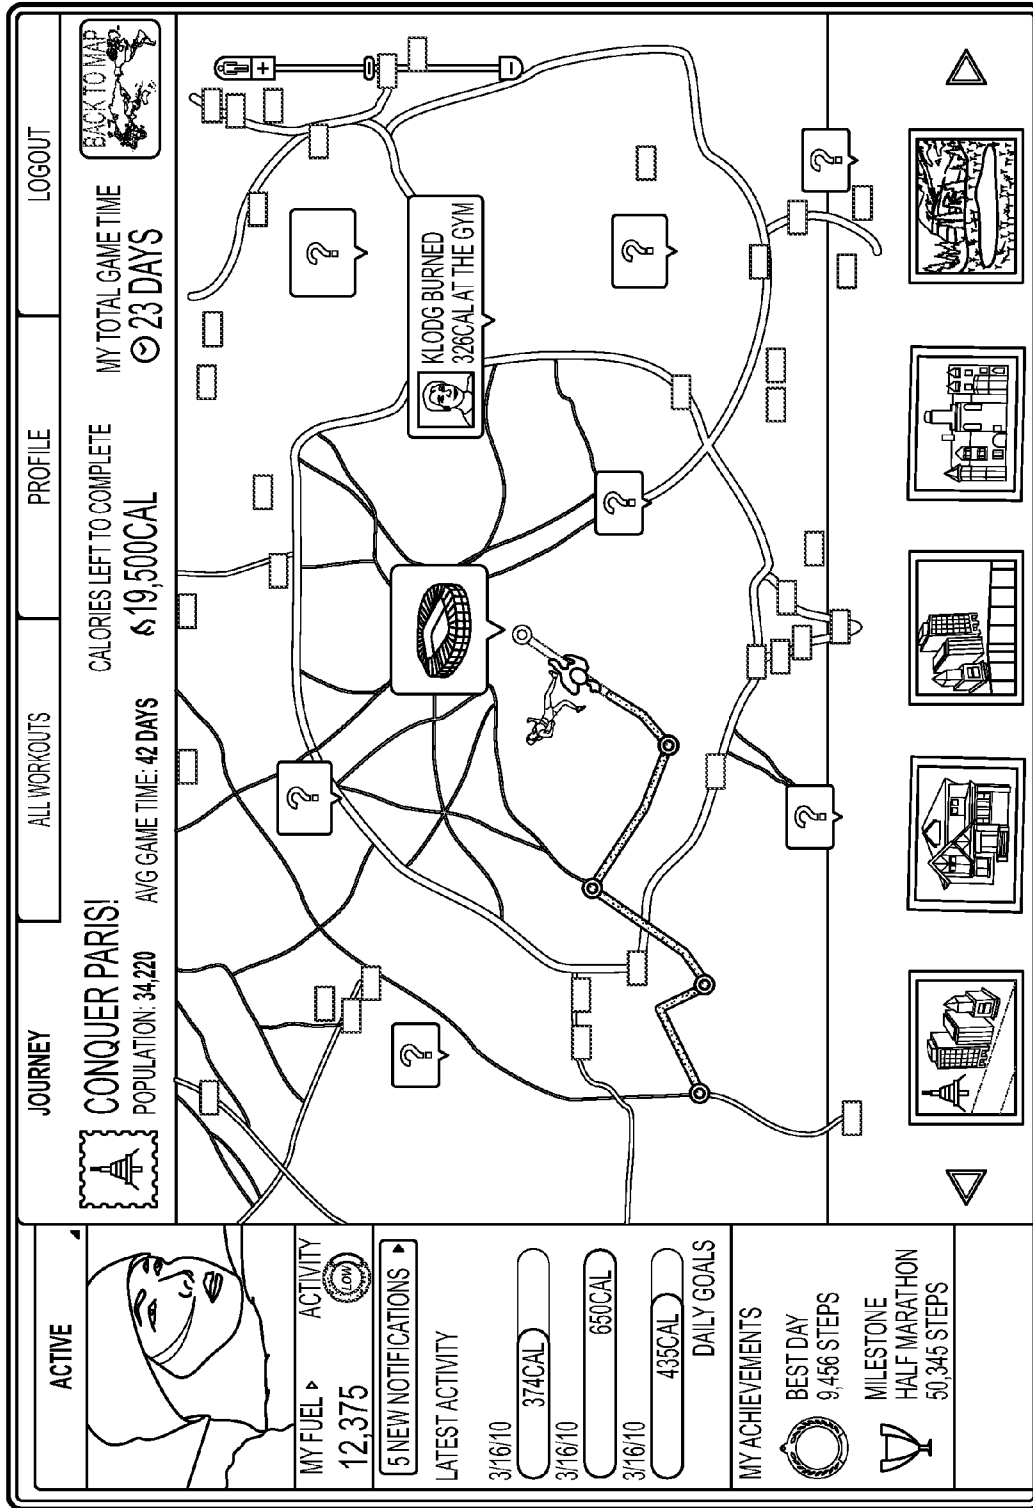 ACTIVE
JOURNEY
ALL WORKOUTS
PROFILE
LOGOUT
CONQUER PARIS!
POPULATION: 34,220
AVG GAME TIME: 42 DAYS
CALORIES LEFT TO COMPLETE
19,500CAL
MY TOTAL GAME TIME
23 DAYS
BACK TO MAP
MY FUEL
12,375
ACTIVITY
LOW
5 NEW NOTIFICATIONS
LATEST ACTIVITY
3/16/10
374CAL
3/16/10
650CAL
3/16/10
435CAL
DAILY GOALS
MY ACHIEVEMENTS
BEST DAY
9,456 STEPS
MILESTONE
HALF MARATHON
50,345 STEPS
?
?
?
KLODG BURNED
326CAL AT THE GYM
?
?
?
?
+
−